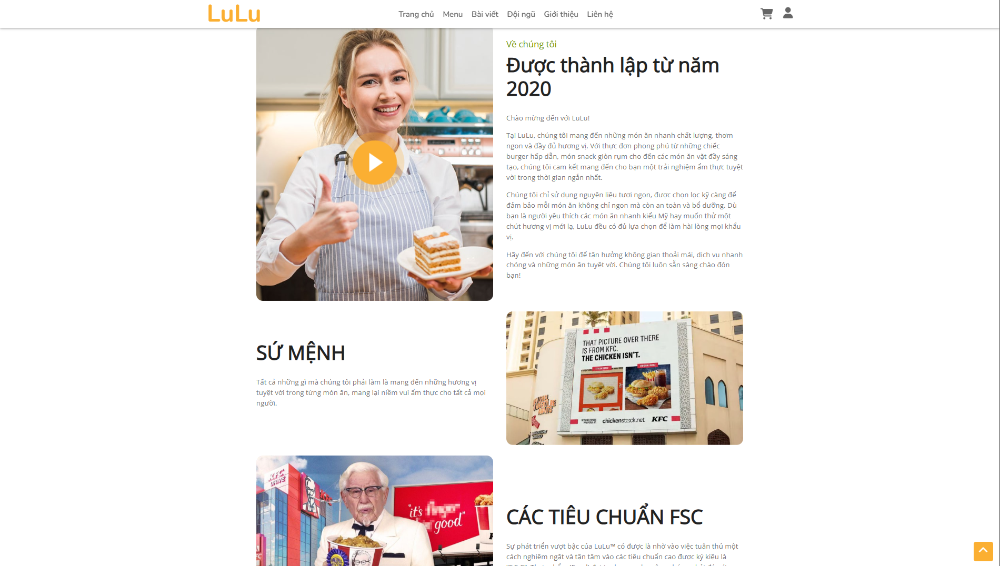 LuLu
Trang chủ Menu Bài viết Đội ngũ Giới thiệu Liên hệ
Về chúng tôi
Được thành lập từ năm
2020
Chào mừng đến với LuLu!
Tại LuLu, chúng tôi mang đến những món ăn nhanh chất lượng, thơm
ngon và đầy đủ hương vị. Với thực đơn phong phú từ những chiếc
burger hấp dẫn, món snack giòn rụm cho đến các món ăn vặt đầy sáng
tạo, chúng tôi cam kết mang đến cho bạn một trải nghiệm ẩm thực tuyệt
vời trong thời gian ngắn nhất.
Chúng tôi chỉ sử dụng nguyên liệu tươi ngon, được chọn lọc kỹ càng để
đảm bảo mỗi món ăn không chỉ ngon mà còn an toàn và bổ dưỡng. Dù
bạn là người yêu thích các món ăn nhanh kiểu Mỹ hay muốn thử một
chút hương vị mới lạ, LuLu đều có đủ lựa chọn để làm hài lòng mọi khẩu
vị.
Hãy đến với chúng tôi để tận hưởng không gian thoải mái, dịch vụ nhanh
chóng và những món ăn tuyệt vời. Chúng tôi luôn sẵn sàng chào đón
bạn!
SỨ MỆNH
Tất cả những gì mà chúng tôi phải làm là mang đến những hương vị
tuyệt vời trong từng món ăn, mang lại niềm vui ẩm thực cho tất cả mọi
người.
THAT PICTURE OVER THERE
IS FROM KFC.
THE CHICKEN ISN'T.
STOLEN IMAGE
ORIGINAL IMAGE
GET OUR IMAGES
PROPERLY AT:
chickenstock.net
KFC
KFC
DRIVE
KFC
"it's
good"
CÁC TIÊU CHUẨN FSC
Sự phát triển vượt bậc của LuLu™ có được là nhờ vào việc tuân thủ một
cách nghiêm ngặt và tận tâm vào các tiêu chuẩn cao được ký kiệu là